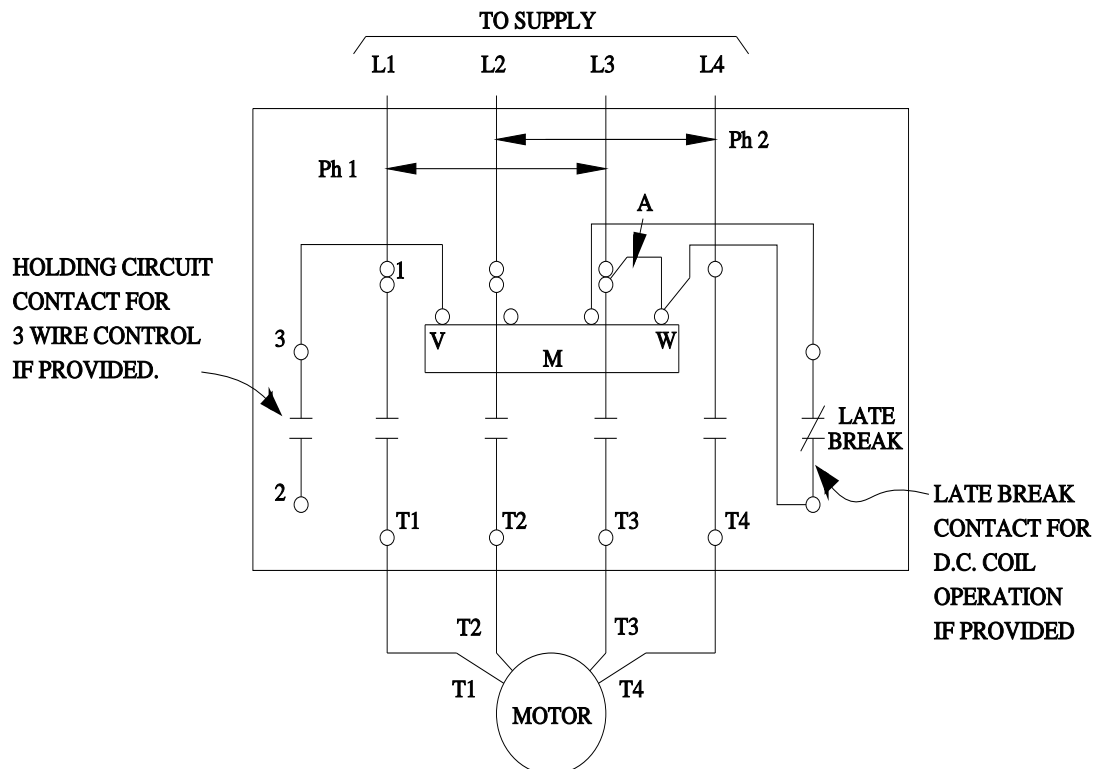 TO SUPPLY
L1 L2 L3 L4
Ph 2
Ph 1
A
HOLDING CIRCUIT
CONTACT FOR
3 WIRE CONTROL
IF PROVIDED.
1
3
V
W
M
LATE
BREAK
2
T1 T2 T3 T4
LATE BREAK
CONTACT FOR
D.C. COIL
OPERATION
IF PROVIDED
T2 T3
T1 T4
MOTOR